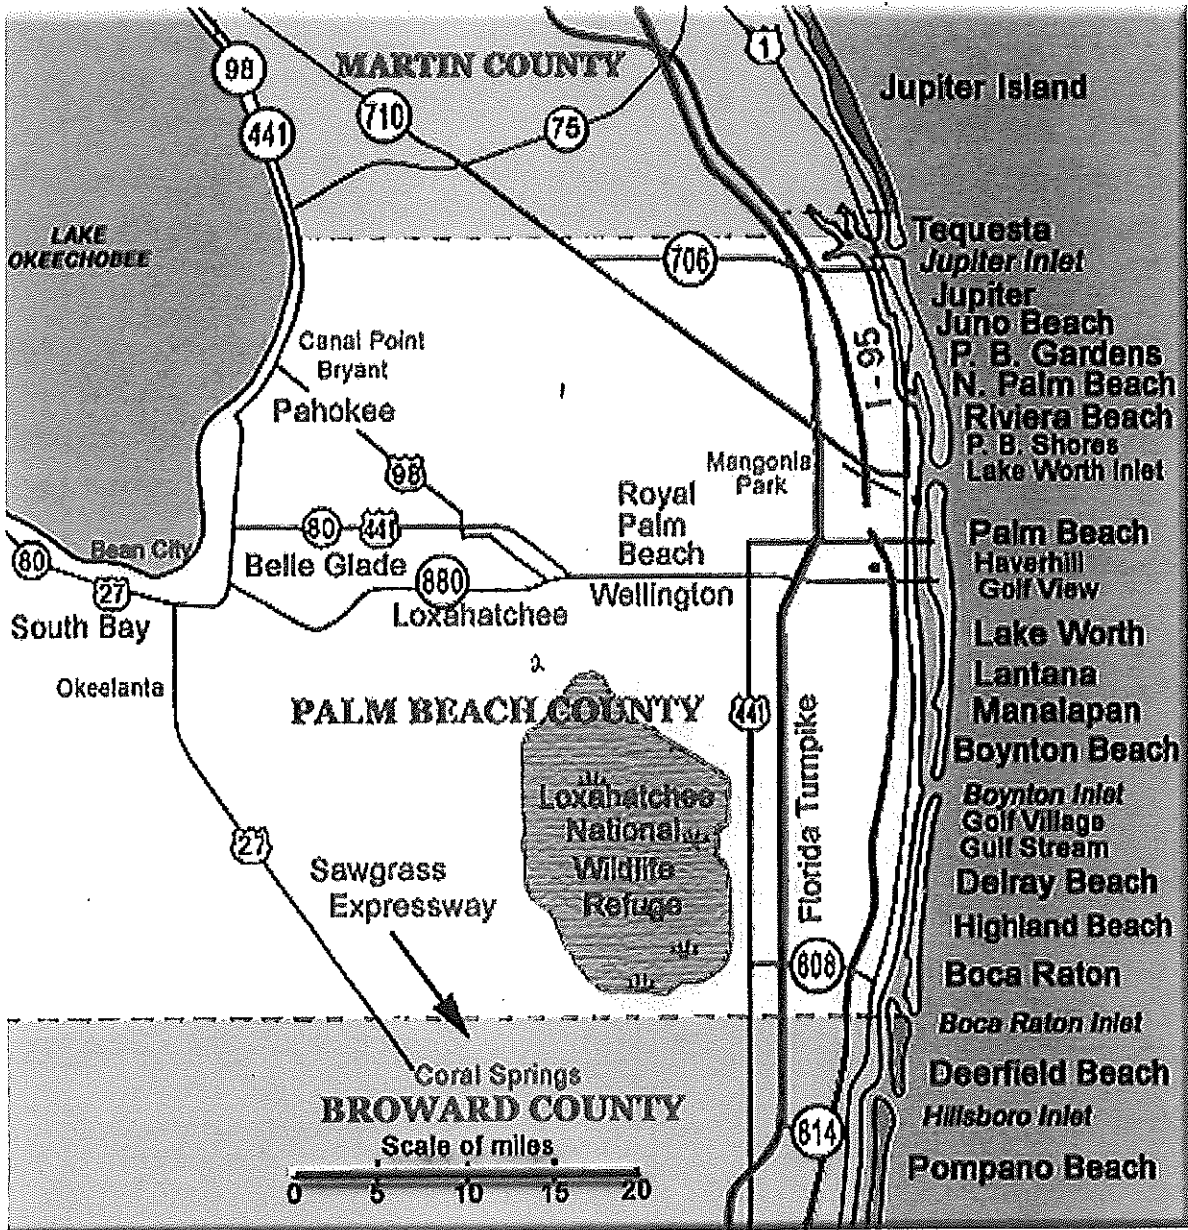 98
MARTIN COUNTY
1
441
710
75
Jupiter Island
LAKE
OKEECHOBEE
706
Tequesta
Jupiter Inlet
Jupiter
Juno Beach
P. B. Gardens
N. Palm Beach
Riviera Beach
P. B. Shores
Lake Worth Inlet
I-95
Canal Point
Bryant
Pahokee
98
Mangonia
Park
Royal
Palm
Beach
80
441
Belle Glade
880
Loxahatchee
Wellington
Bean City
80
27
South Bay
Okeelanta
Palm Beach
Haverhill
Golf View
Lake Worth
Lantana
Manalapan
Boynton Beach
Boynton Inlet
Golf Village
Gulf Stream
Delray Beach
Highland Beach
Boca Raton
Boca Raton Inlet
Deerfield Beach
Hillsboro Inlet
Pompano Beach
2
PALM BEACH COUNTY
441
Florida Turnpike
Loxahatchee
National
Wildlife
Refuge
27
Sawgrass
Expressway
808
Coral Springs
BROWARD COUNTY
814
Scale of miles
0 5 10 15 20